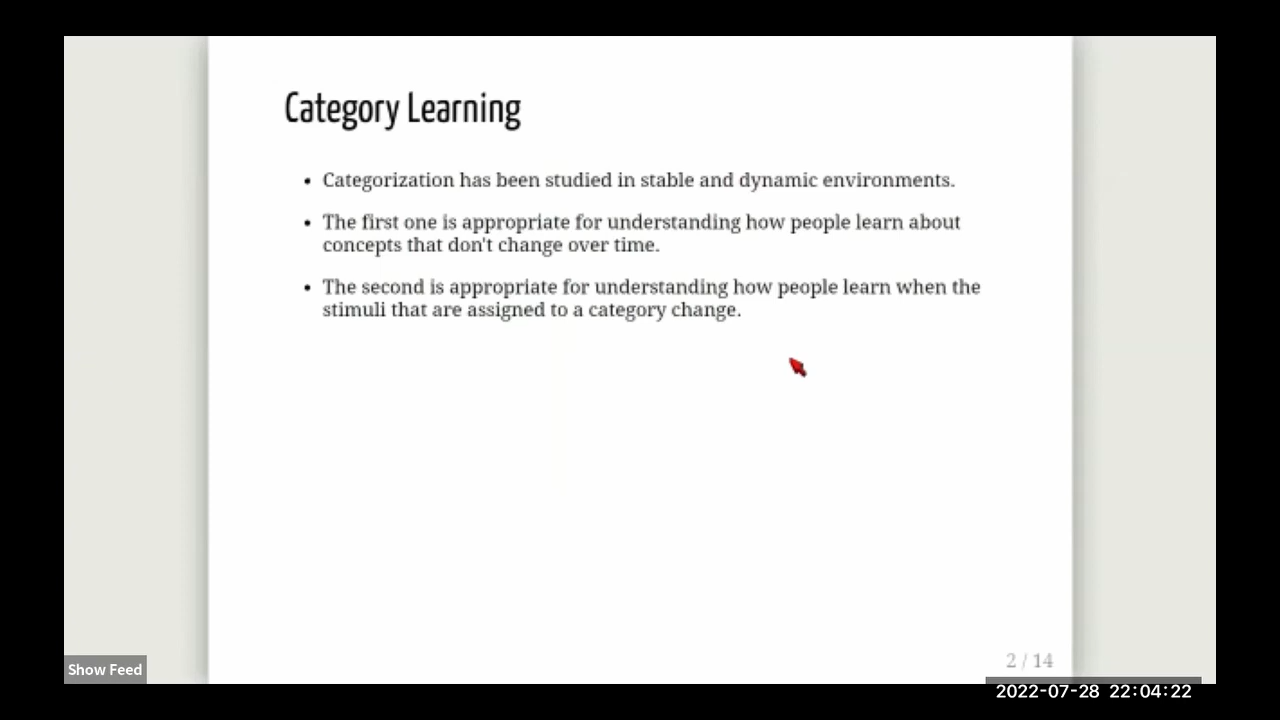 Category Learning
• Categorization has been studied in stable and dynamic environments.
• The first one is appropriate for understanding how people learn about
concepts that don't change over time.
• The second is appropriate for understanding how people learn when the
stimuli that are assigned to a category change.
2 / 14
Show Feed
2022-07-28 22:04:22